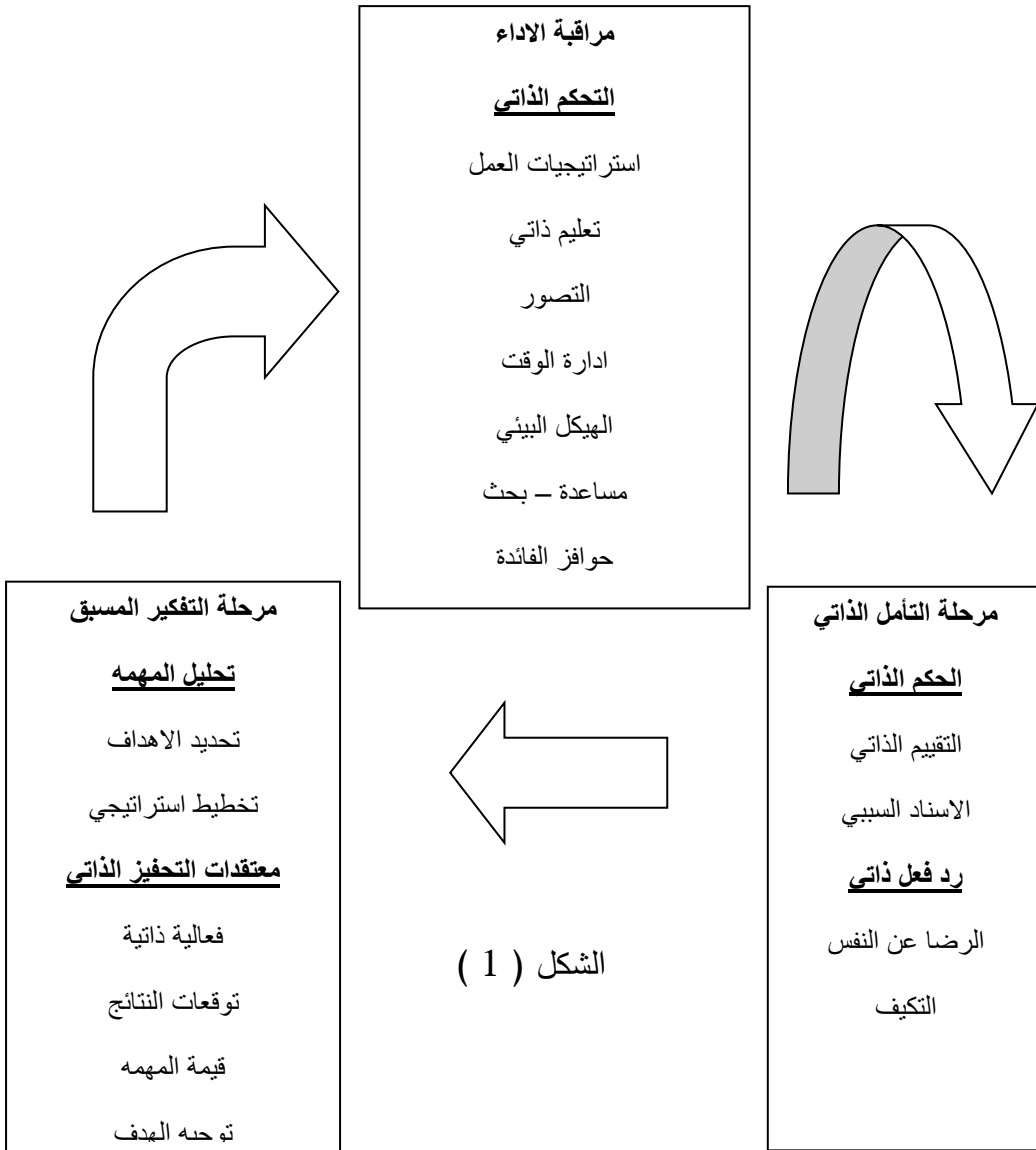 مراقبة الاداء
التحكم الذاتي
استراتيجيات العمل
تعليم ذاتي
التصور
ادارة الوقت
الهيكل البيئي
مساعدة – بحث
حوافز الفائدة
مرحلة التأمل الذاتي
الحكم الذاتي
التقييم الذاتي
الاسناد السببي
رد فعل ذاتي
الرضا عن النفس
التكيف
مرحلة التفكير المسبق
تحليل المهمه
تحديد الاهداف
تخطيط استراتيجي
معتقدات التحفيز الذاتي
فعالية ذاتية
توقعات النتائج
قيمة المهمه
توجيه الهدف
الشكل ( 1 )